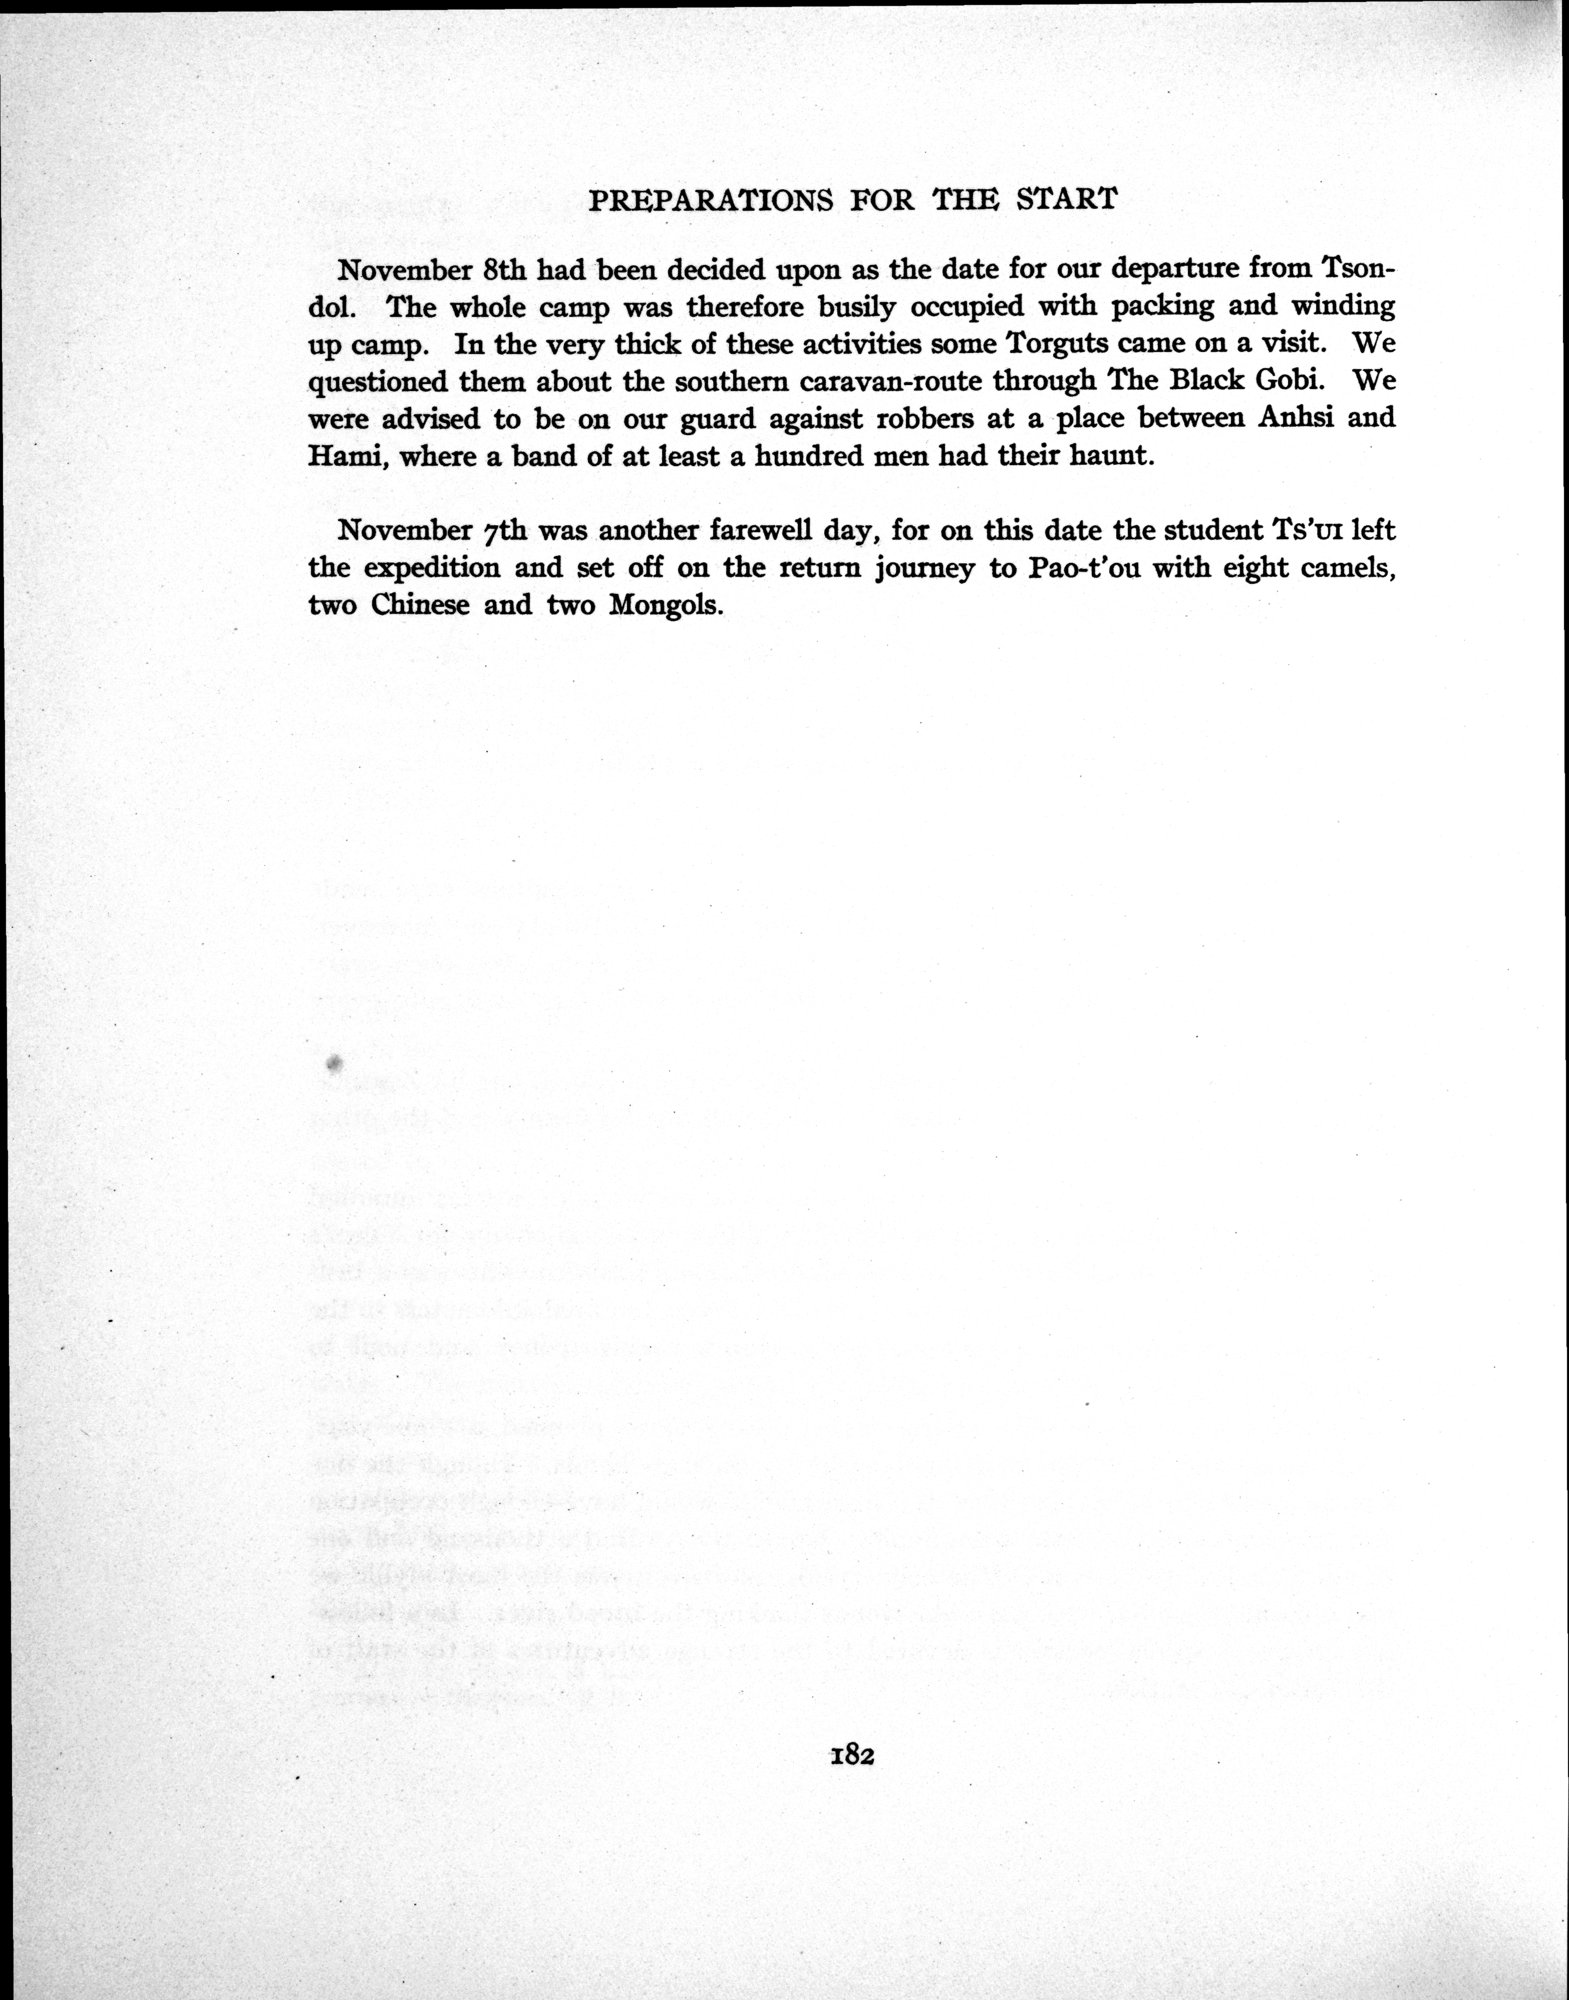 PREPARATIONS FOR THE START
November 8th had been decided upon as the date for our departure from Tson-
dol. The whole camp was therefore busily occupied with packing and winding
up camp. In the very thick of these activities some Torguts came on a visit. We
questioned them about the southern caravan-route through The Black Gobi. We
were advised to be on our guard against robbers at a place between Anhsi and
Hami, where a band of at least a hundred men had their haunt.
November 7th was another farewell day, for on this date the student Ts'UI left
the expedition and set off on the return journey to Pao-t'ou with eight camels,
two Chinese and two Mongols.
182